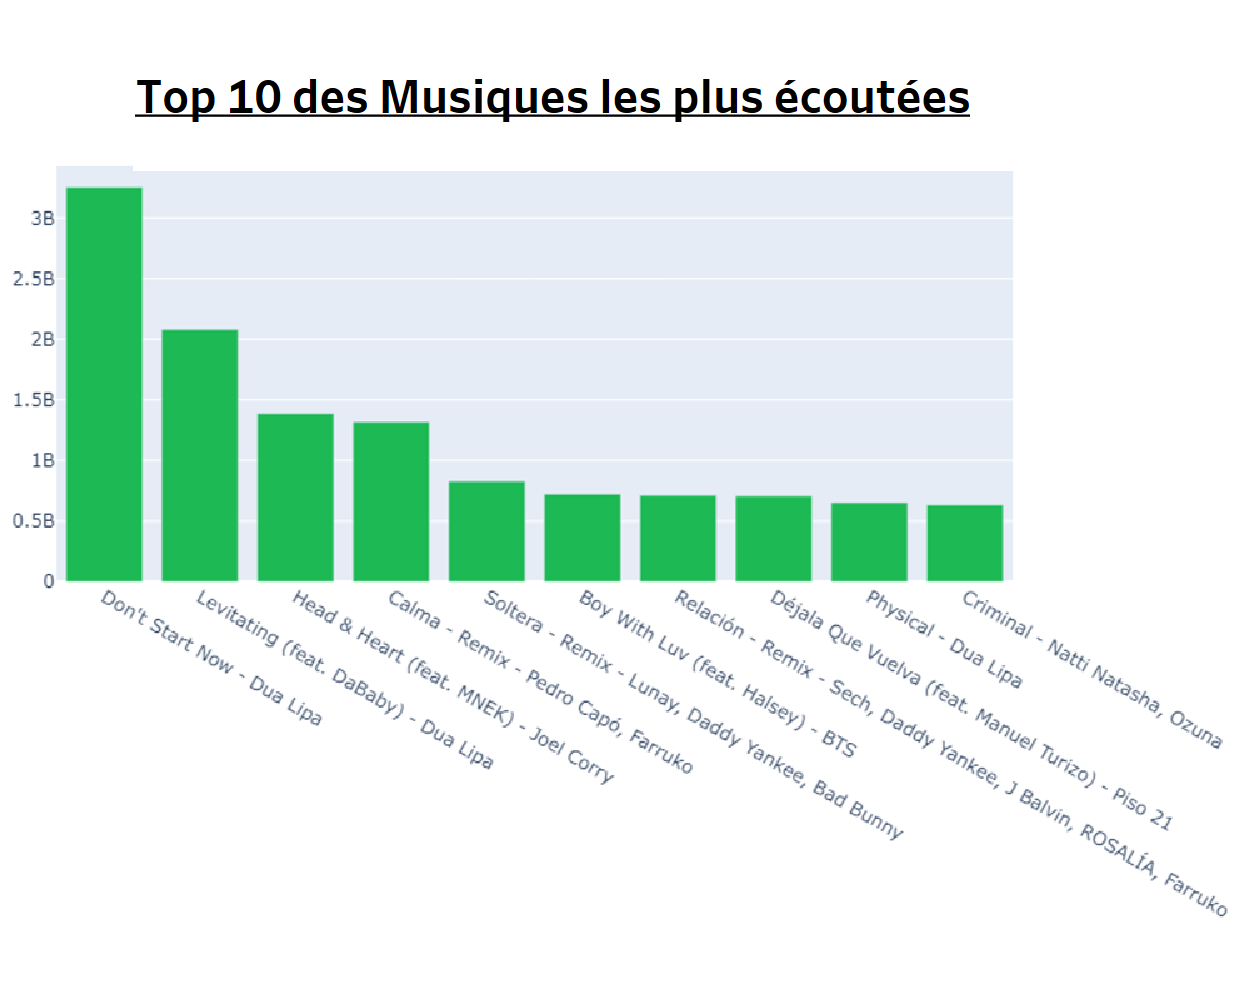 Top 10 des Musiques les plus écoutées
3B
2.5B
2B
1.5B
1B
0.5B
0
Don't Start Now - Dua Lipa
Levitating (feat. DaBaby) - Dua Lipa
Head & Heart (feat. MNEK) - Joel Corry
Calma - Remix - Pedro Capó, Farruko
Soltera - Remix - Lunay, Daddy Yankee, Bad Bunny
Boy With Luv (feat. Halsey) - BTS
Relación - Remix - Sech, Daddy Yankee, J Balvin, ROSALÍA, Farruko
Déjala Que Vuelva (feat. Manuel Turizo) - Piso 21
Physical - Dua Lipa
Criminal - Natti Natasha, Ozuna